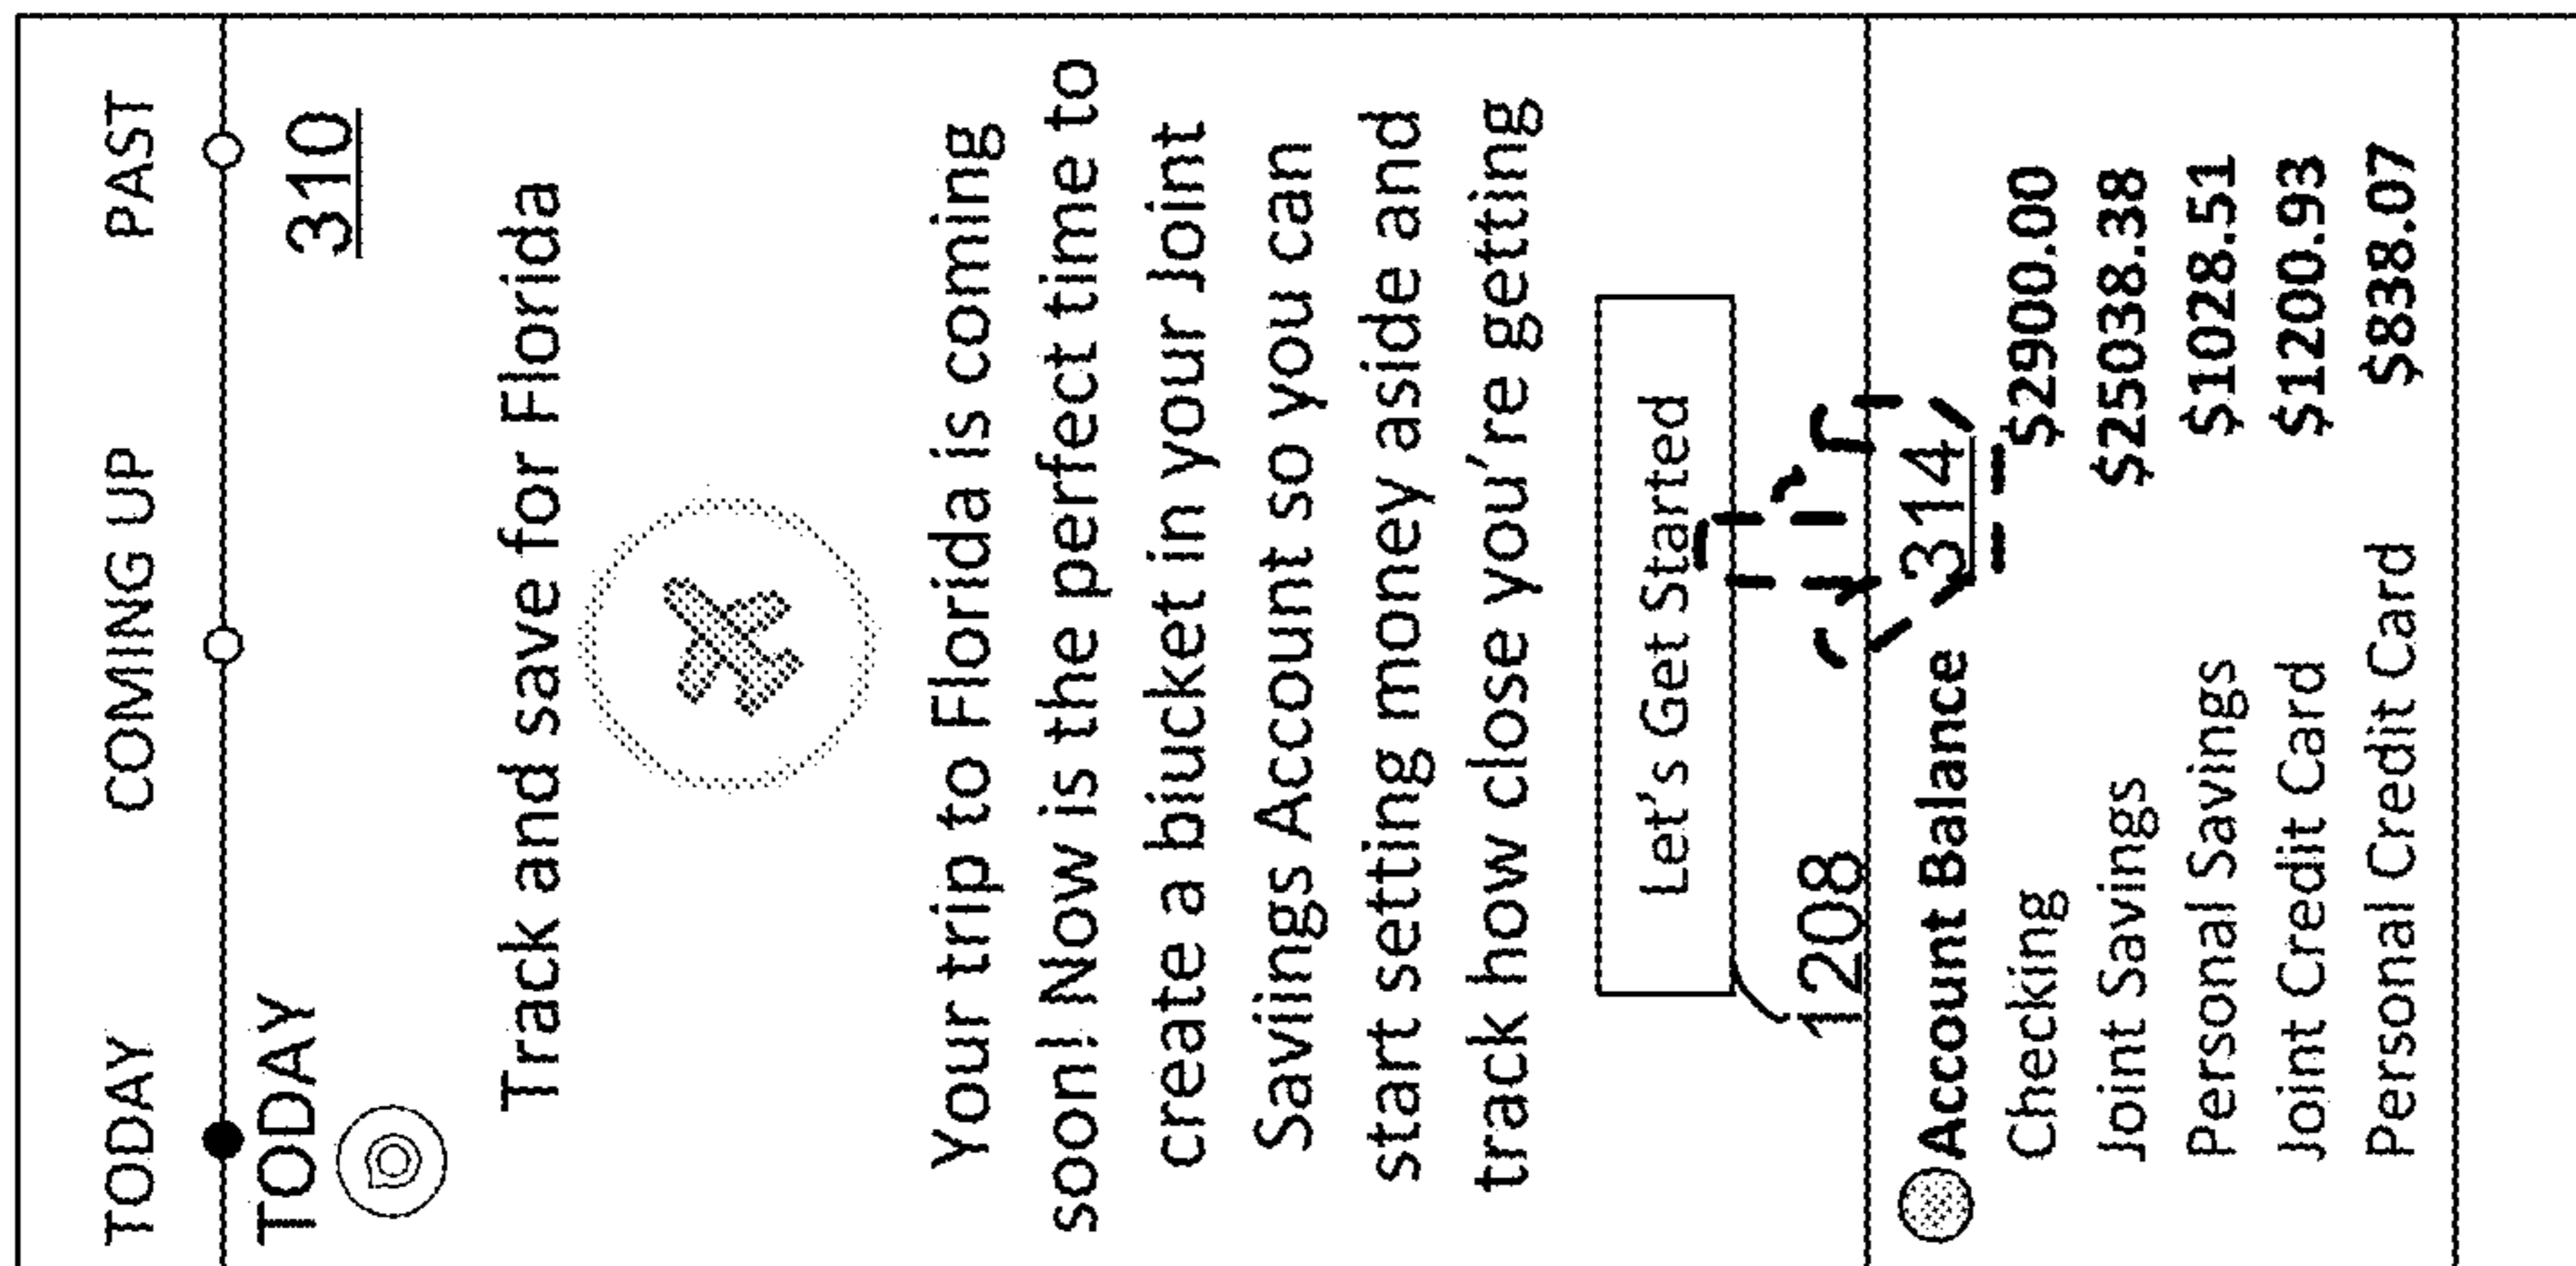 TODAY COMING UP PAST
TODAY 310
Track and save for Florida
Your trip to Florida is coming
soon! Now is the perfect time to
create a biucket in your Joint
Saviings Account so you can
start setting money aside and
track how close you're getting
Let's Get Started
1208
Account Balance 314
Checking $2900.00
Joint Savings $25038.38
Personal Savings $1028.51
Joint Credit Card $1200.93
Personal Credit Card $838.07